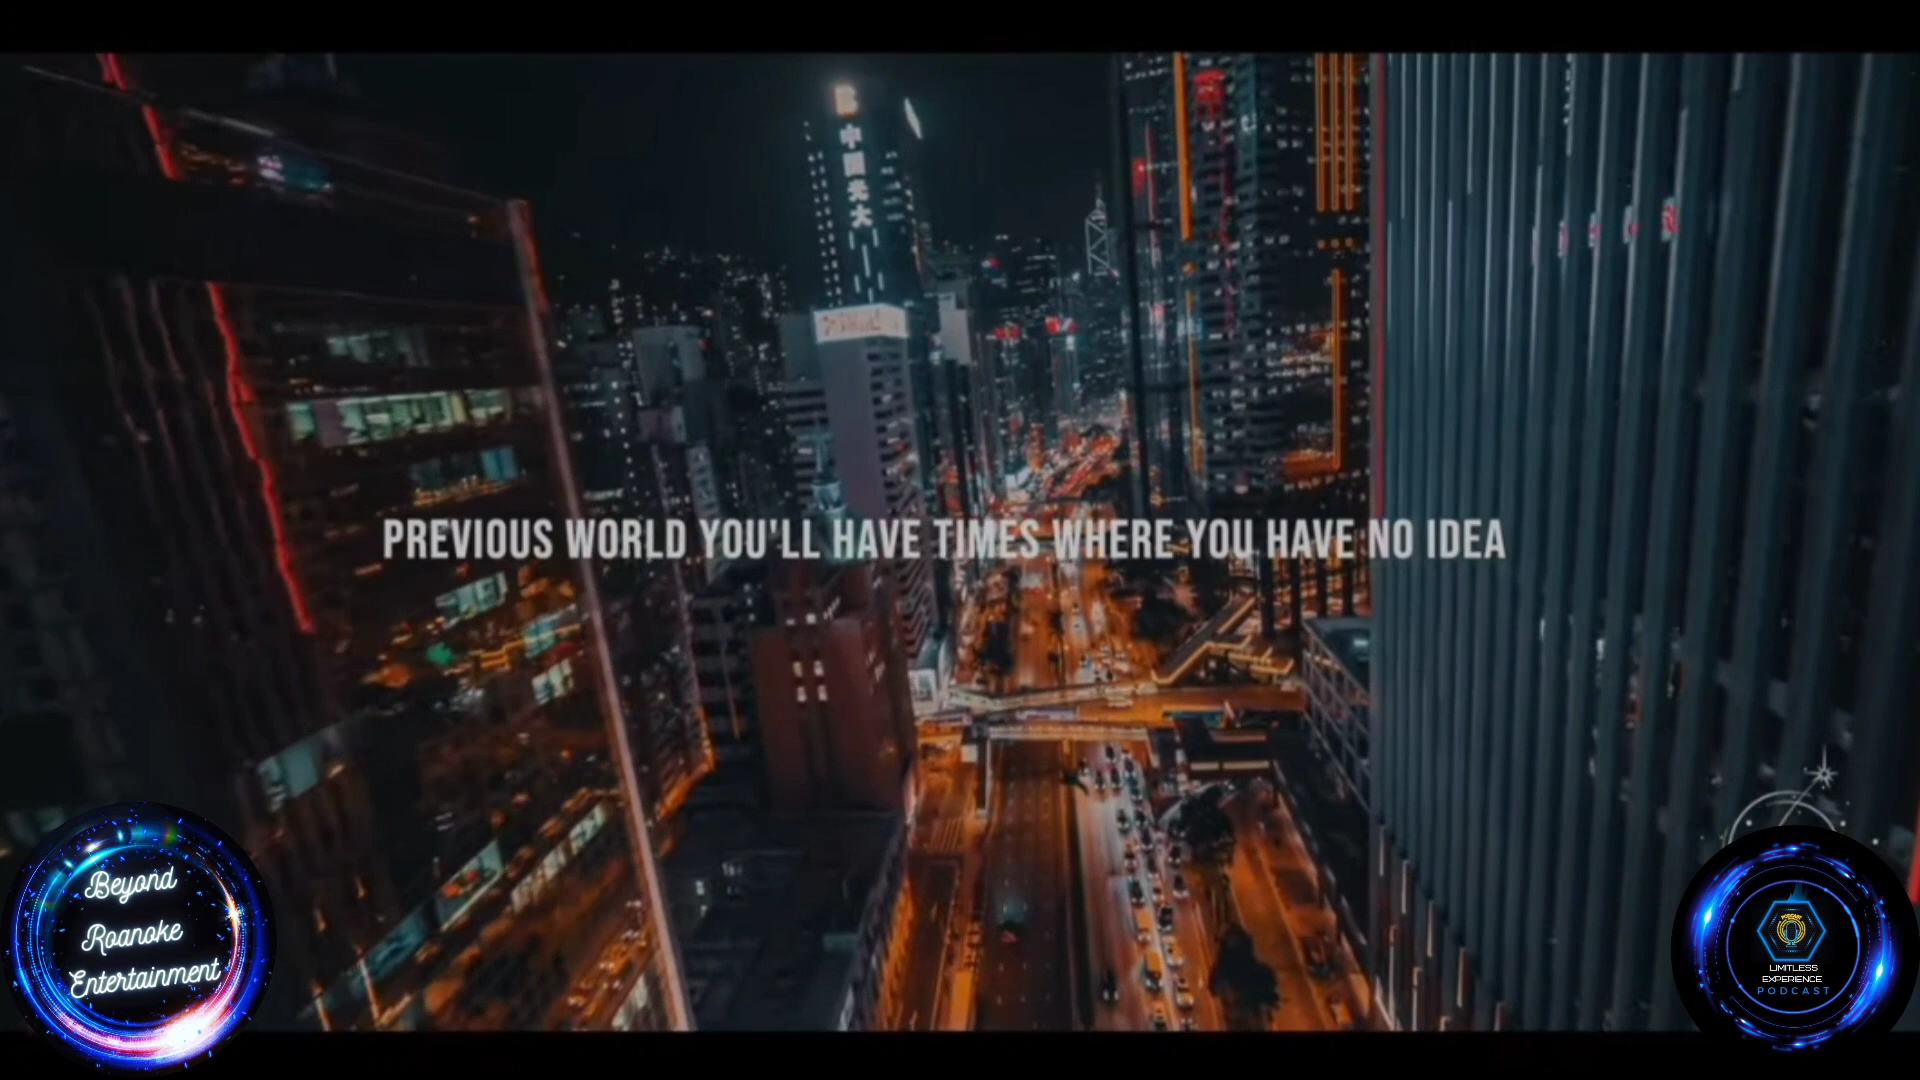 中國光大
PREVIOUS WORLD YOU'LL HAVE TIMES WHERE YOU HAVE NO IDEA
Beyond
Roanoke
Entertainment
PODCAST
LIMITLESS
EXPERIENCE
PODCAST